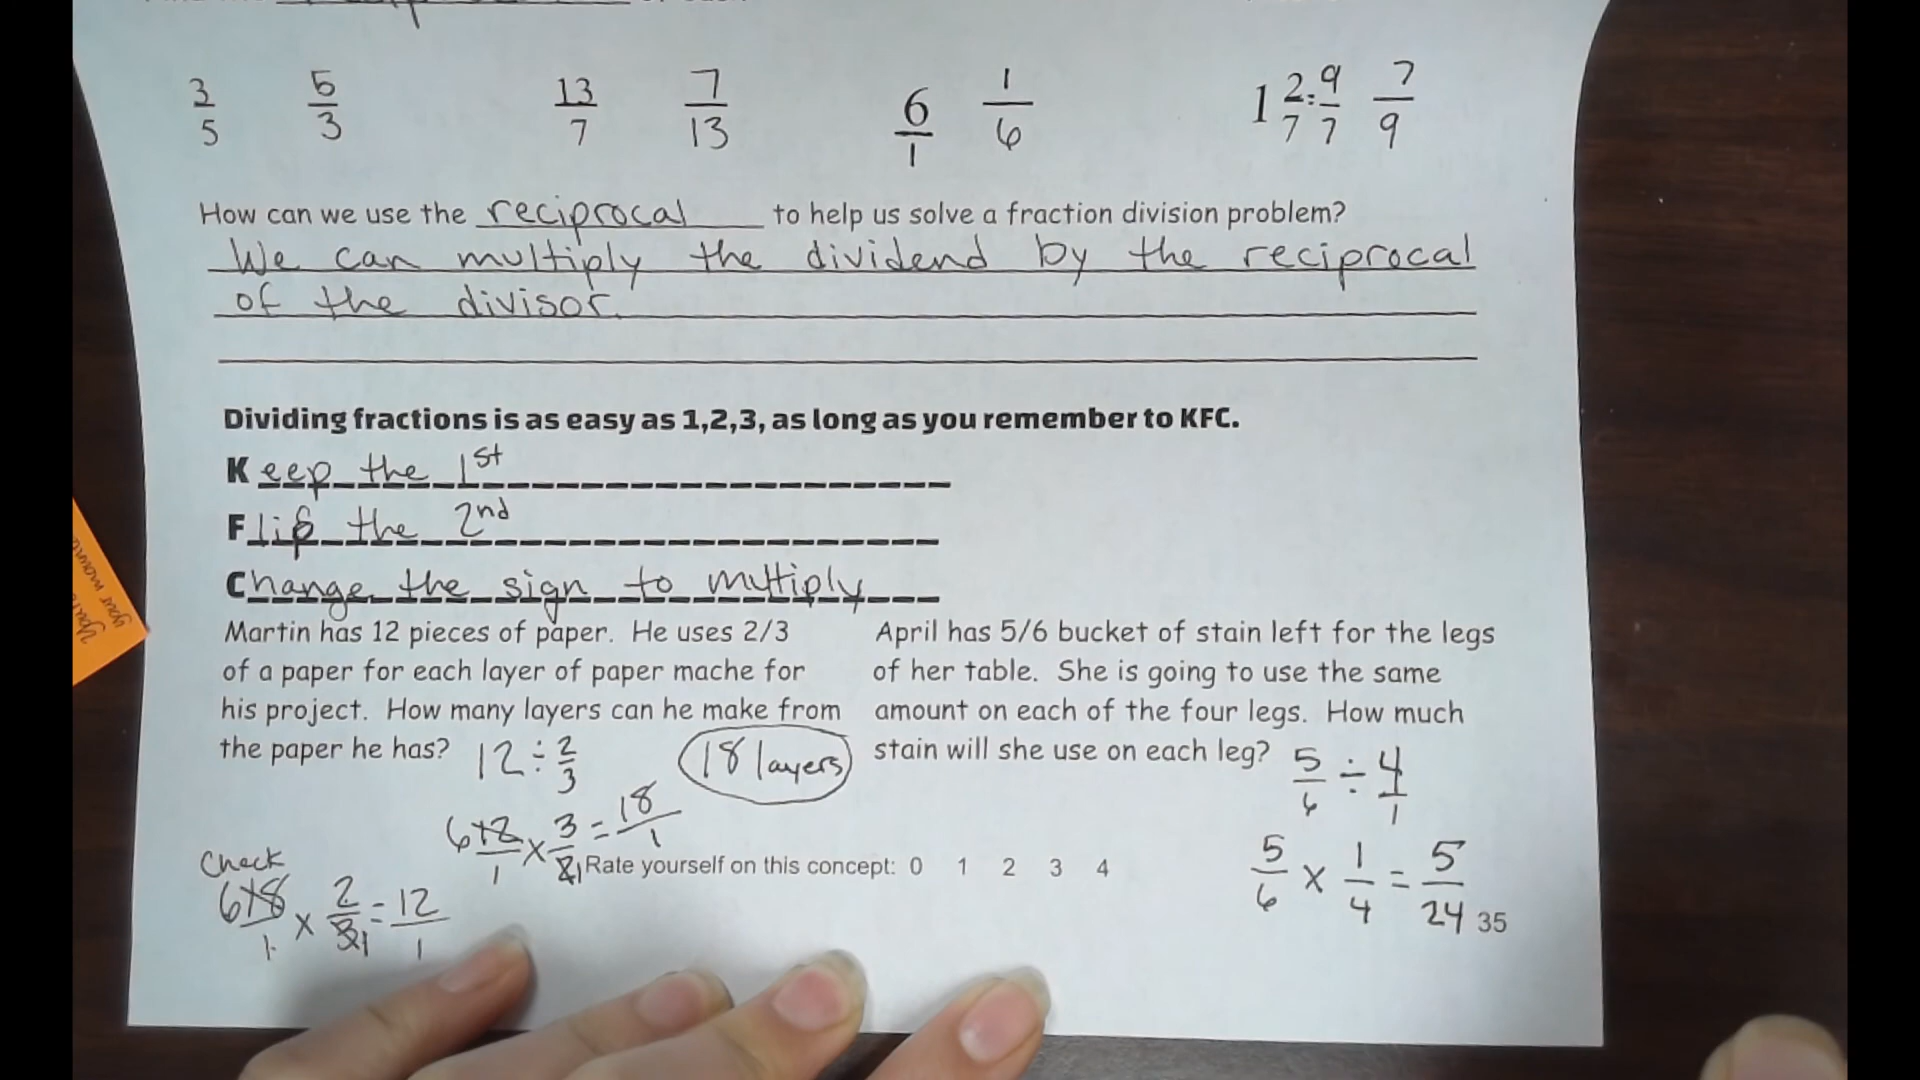 3/5 5/3 13/7 7/13 6/1 1/6 1 2/7 = 9/7 7/9
How can we use the reciprocal to help us solve a fraction division problem?
We can multiply the dividend by the reciprocal
of the divisor.
Dividing fractions is as easy as 1,2,3, as long as you remember to KFC.
Keep the 1st
Flip the 2nd
Change the sign to multiply
Martin has 12 pieces of paper. He uses 2/3
of a paper for each layer of paper mache for
his project. How many layers can he make from
the paper he has? 12 ÷ 2/3
18 layers
6 12/1 × 3/2 1 = 18/1
Check
6 18/1 × 2/3 1 = 12/1
April has 5/6 bucket of stain left for the legs
of her table. She is going to use the same
amount on each of the four legs. How much
stain will she use on each leg? 5/6 ÷ 4/1
5/6 × 1/4 = 5/24
Rate yourself on this concept: 0 1 2 3 4
35